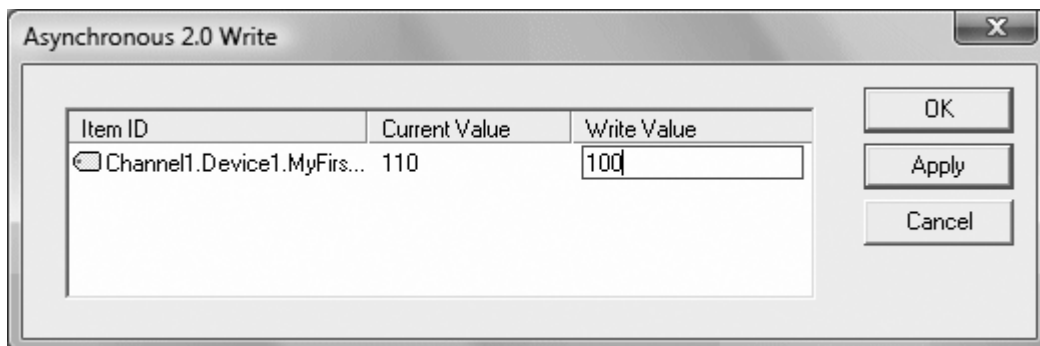 Asynchronous 2.0 Write
Item ID Current Value Write Value
Channel1.Device1.MyFirs... 110 100
OK
Apply
Cancel